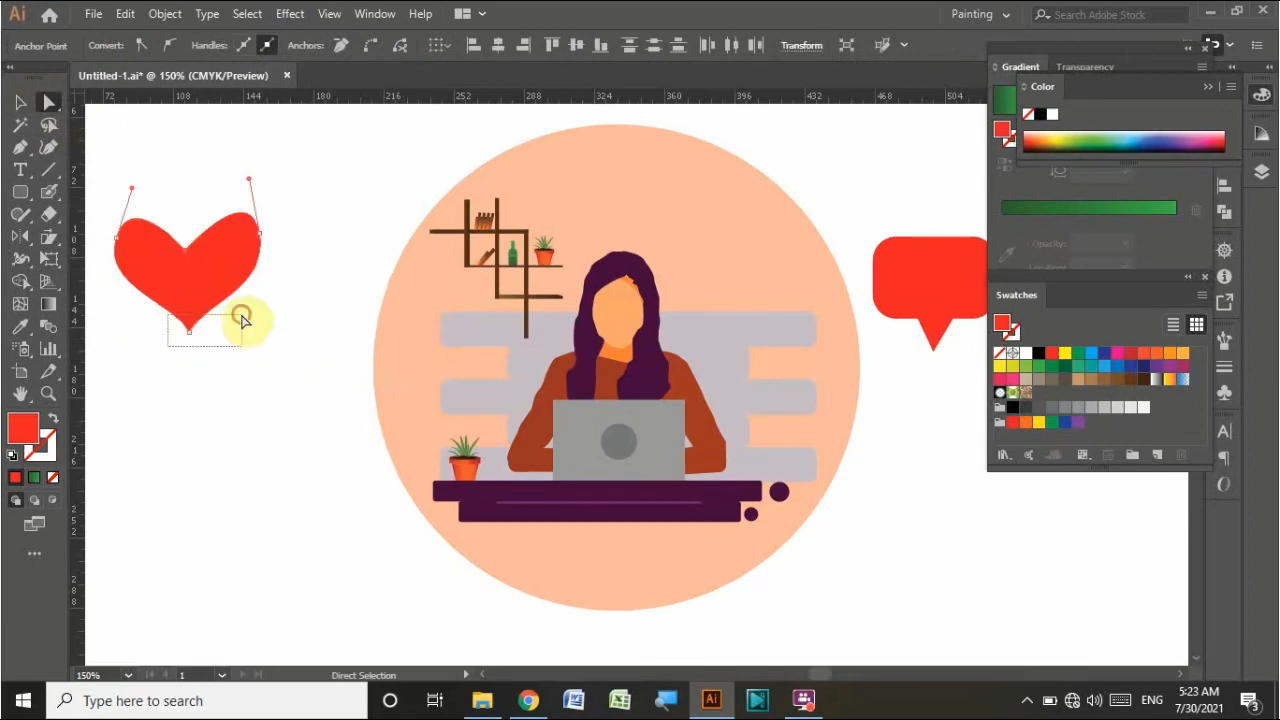 Ai File Edit Object Type Select Effect View Window Help Painting Search Adobe Stock
Anchor Point Convert: Handles: Anchors: Transform
Untitled-1.ai* @ 150% (CMYK/Preview)
Gradient Transparency
Color
72 108 144 180 216 252 288 324 360 396 432 468 504
Opacity:
Swatches
150% 1 Direct Selection
Type here to search
ENG
5:23 AM
7/30/2021
3